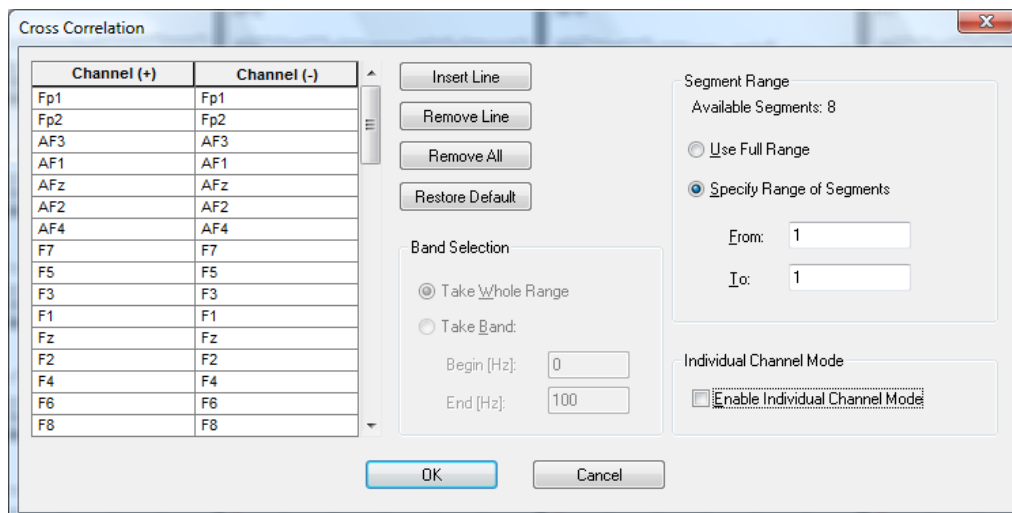 Cross Correlation
Channel (+) Channel (-)
Fp1 Fp1
Fp2 Fp2
AF3 AF3
AF1 AF1
AFz AFz
AF2 AF2
AF4 AF4
F7 F7
F5 F5
F3 F3
F1 F1
Fz Fz
F2 F2
F4 F4
F6 F6
F8 F8
Insert Line
Remove Line
Remove All
Restore Default
Band Selection
Take Whole Range
Take Band:
Begin [Hz]: 0
End [Hz]: 100
Segment Range
Available Segments: 8
Use Full Range
Specify Range of Segments
From: 1
To: 1
Individual Channel Mode
Enable Individual Channel Mode
OK
Cancel